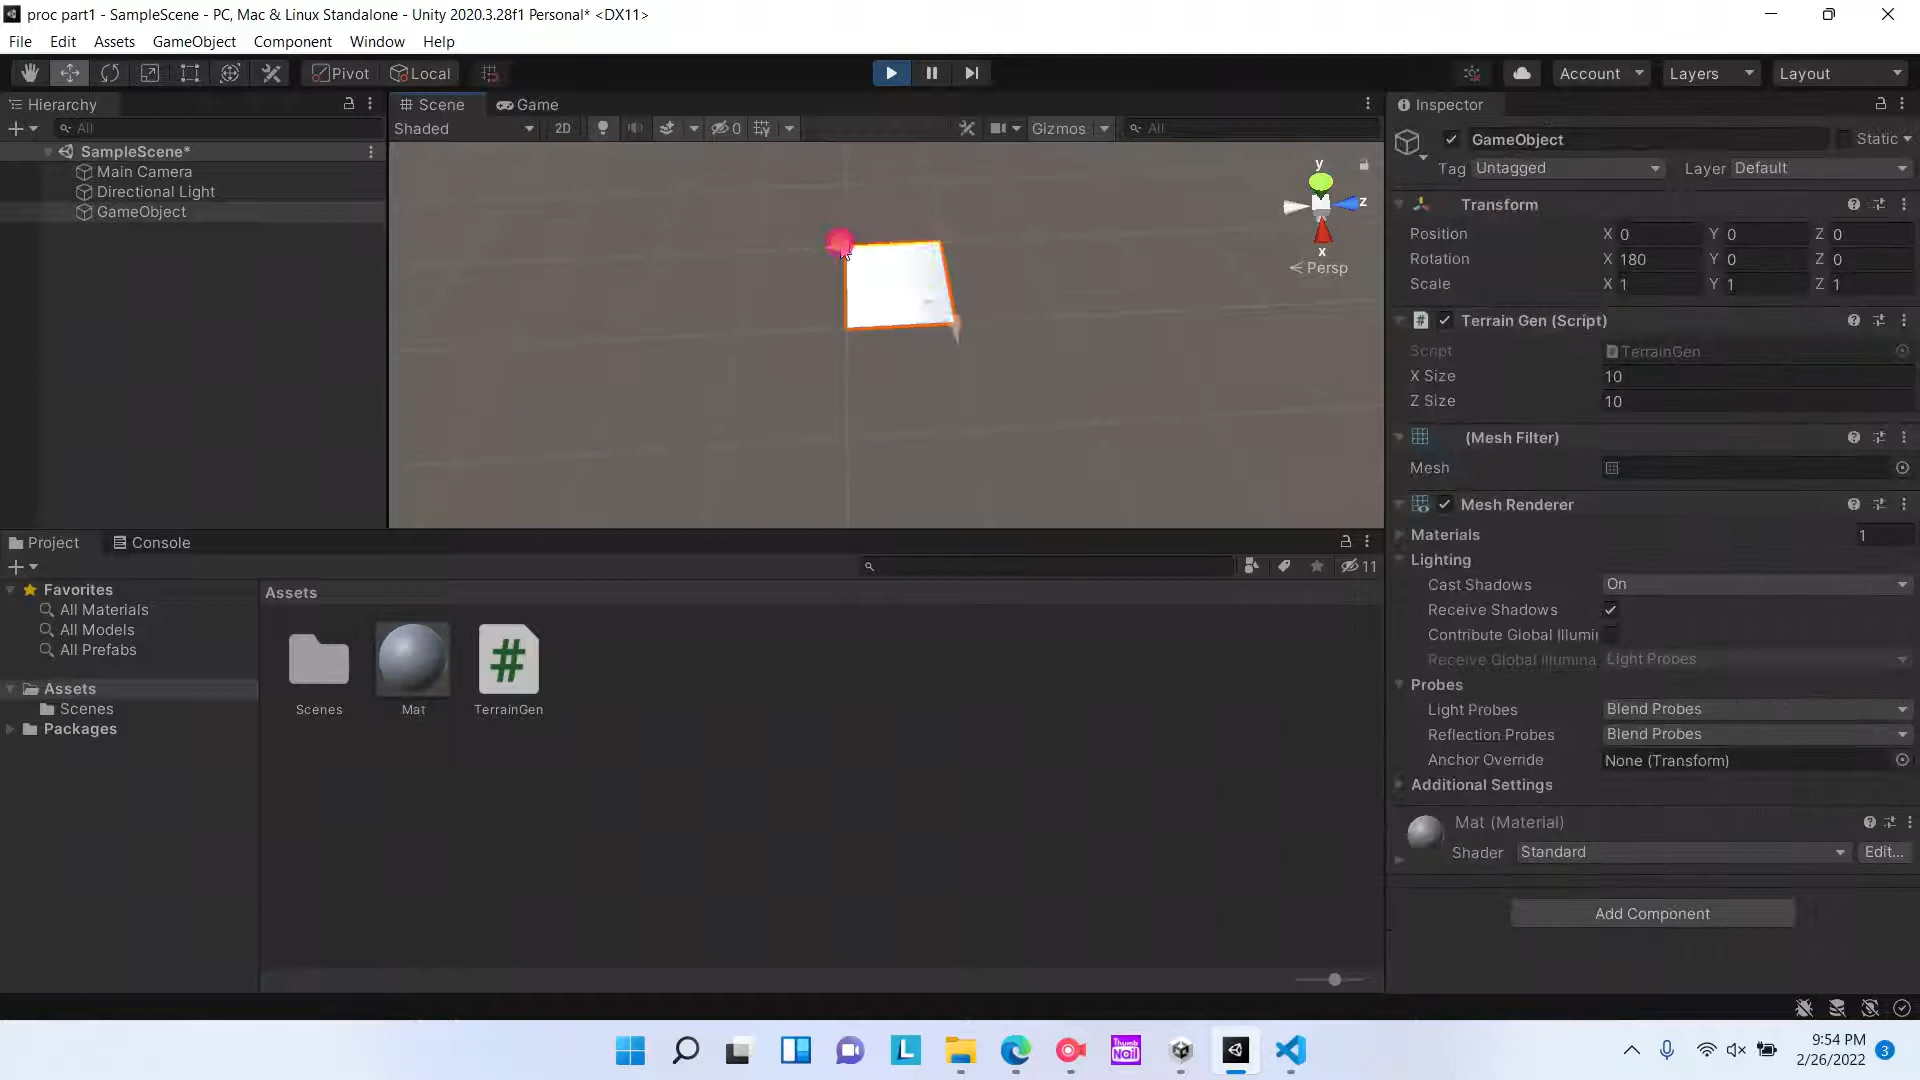 proc part1 - SampleScene - PC, Mac & Linux Standalone - Unity 2020.3.28f1 Personal* <DX11>
File Edit Assets GameObject Component Window Help
Pivot Local Account Layers Layout
Hierarchy
All
SampleScene*
Main Camera
Directional Light
GameObject
Scene Game
Shaded 2D 0 Gizmos All
y
z
x
Persp
Inspector
GameObject Static
Tag Untagged Layer Default
Transform
Position X 0 Y 0 Z 0
Rotation X 180 Y 0 Z 0
Scale X 1 Y 1 Z 1
Terrain Gen (Script)
Script TerrainGen
X Size 10
Z Size 10
(Mesh Filter)
Mesh
Mesh Renderer
Materials 1
Lighting
Cast Shadows On
Receive Shadows
Contribute Global Illumi
Receive Global Illumina Light Probes
Probes
Light Probes Blend Probes
Reflection Probes Blend Probes
Anchor Override None (Transform)
Additional Settings
Mat (Material)
Shader Standard Edit...
Add Component
Project Console
11
Favorites
All Materials
All Models
All Prefabs
Assets
Scenes
Packages
Assets
Scenes Mat TerrainGen
L
Thumb
Nail
9:54 PM
2/26/2022
3